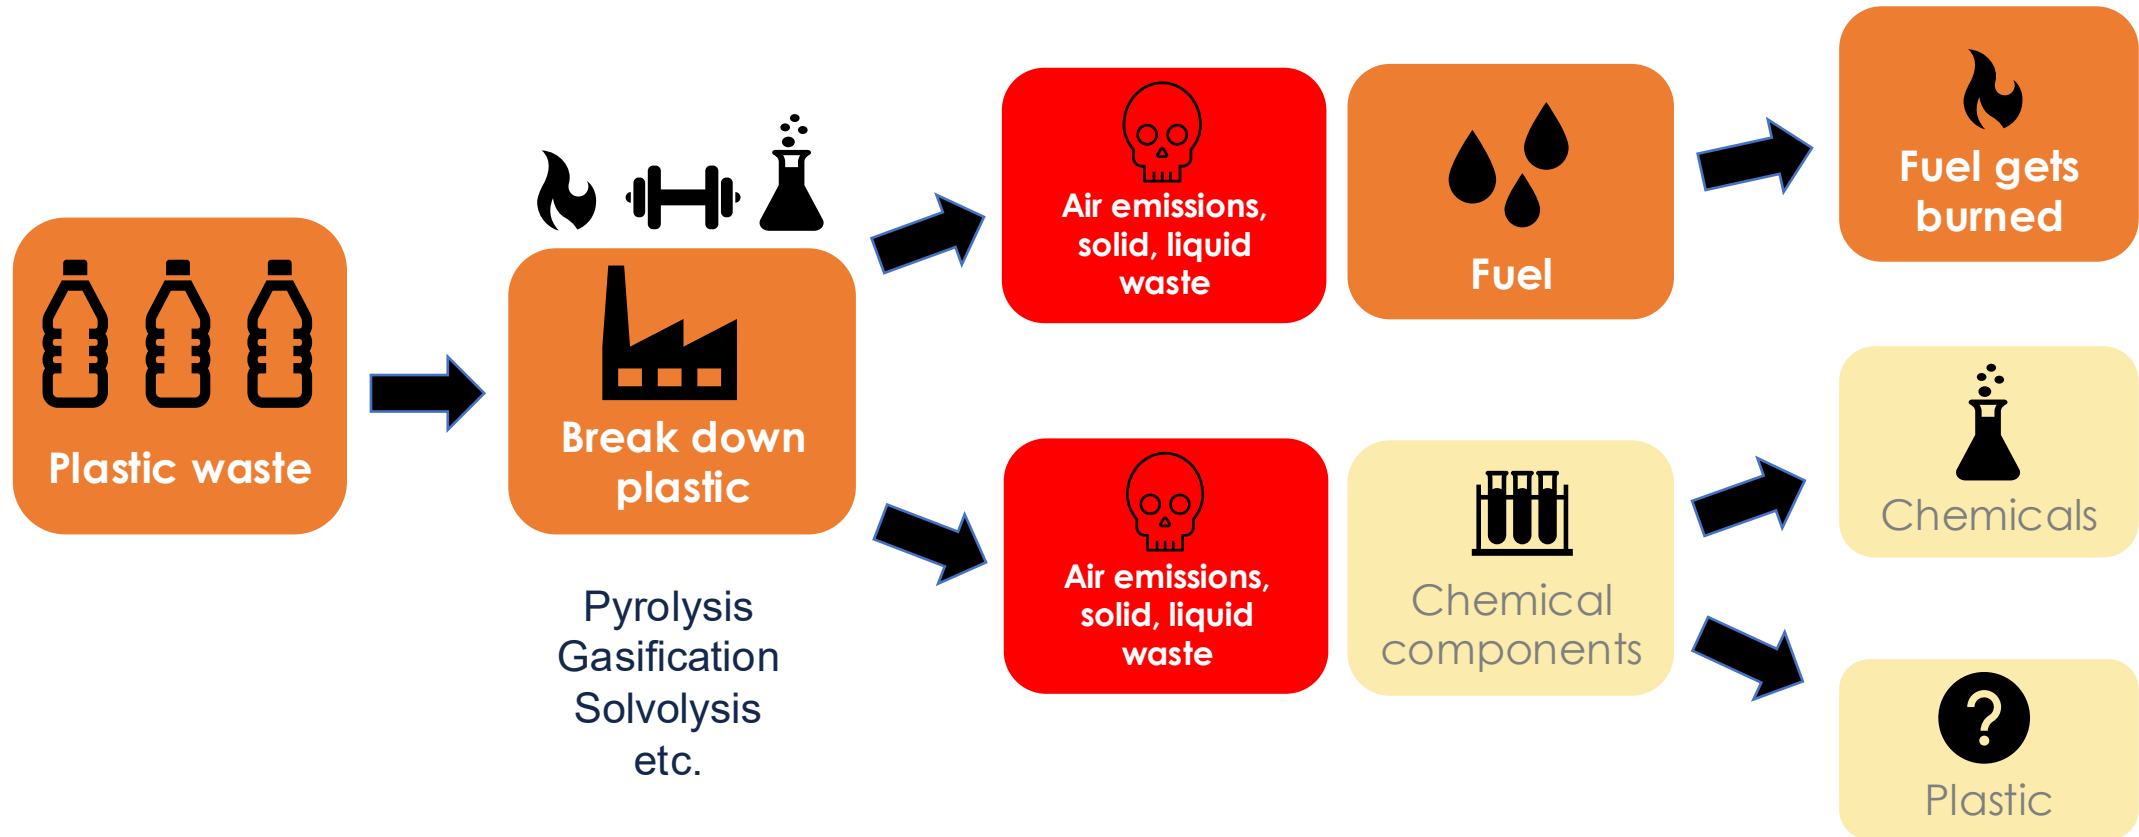 Plastic waste
Break down
plastic
Pyrolysis
Gasification
Solvolysis
etc.
Air emissions,
solid, liquid
waste
Fuel
Fuel gets
burned
Air emissions,
solid, liquid
waste
Chemical
components
Chemicals
?
Plastic